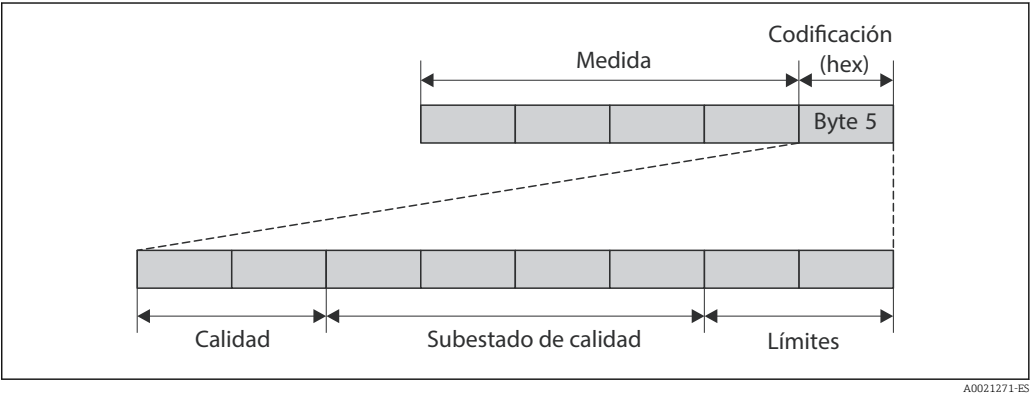 Codificación
Medida
(hex)
Byte 5
Calidad
Subestado de calidad
Límites
A0021271-ES